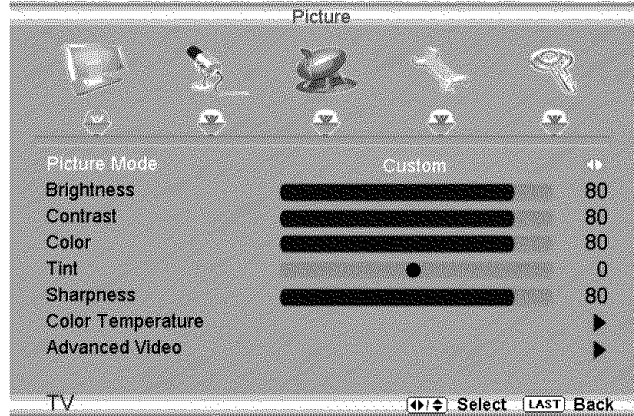 Picture
Picture Mode Custom
Brightness 80
Contrast 80
Color 80
Tint 0
Sharpness 80
Color Temperature
Advanced Video
TV Select LAST Back